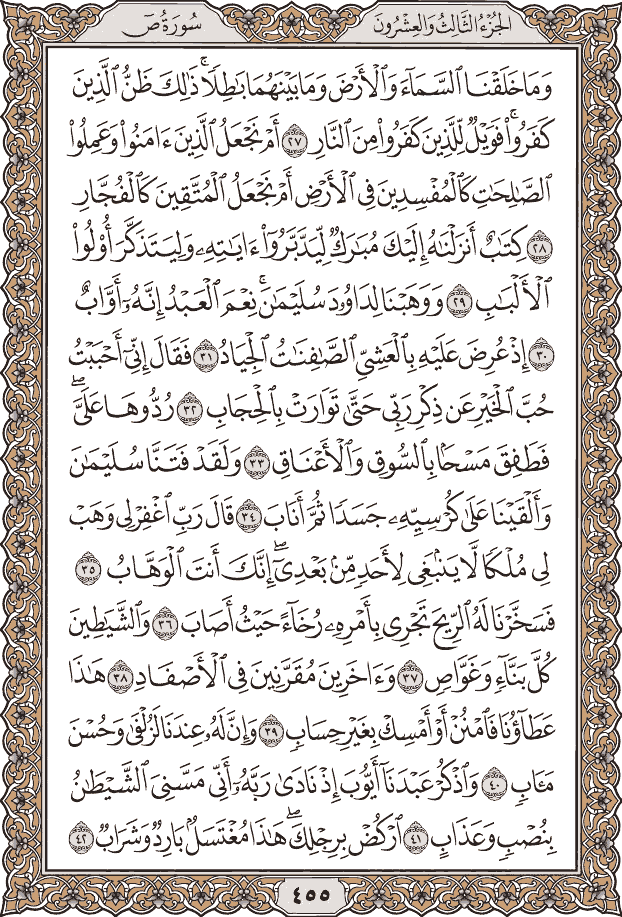 الجزء الثالث والعشرون
سورة ص
وَمَا خَلَقْنَا ٱلسَّمَآءَ وَٱلْأَرْضَ وَمَا بَيْنَهُمَا بَٰطِلًا ۚ ذَٰلِكَ ظَنُّ ٱلَّذِينَ
كَفَرُوا۟ ۚ فَوَيْلٌ لِّلَّذِينَ كَفَرُوا۟ مِنَ ٱلنَّارِ ٢٧ أَمْ نَجْعَلُ ٱلَّذِينَ ءَامَنُوا۟ وَعَمِلُوا۟
ٱلصَّٰلِحَٰتِ كَٱلْمُفْسِدِينَ فِى ٱلْأَرْضِ أَمْ نَجْعَلُ ٱلْمُتَّقِينَ كَٱلْفُجَّارِ
٢٨ كِتَٰبٌ أَنزَلْنَٰهُ إِلَيْكَ مُبَٰرَكٌ لِّيَدَّبَّرُوٓا۟ ءَايَٰتِهِۦ وَلِيَتَذَكَّرَ أُو۟لُوا۟
ٱلْأَلْبَٰبِ ٢٩ وَوَهَبْنَا لِدَاوُۥدَ سُلَيْمَٰنَ ۚ نِعْمَ ٱلْعَبْدُ إِنَّهُۥٓ أَوَّابٌ
٣٠ إِذْ عُرِضَ عَلَيْهِ بِٱلْعَشِىِّ ٱلصَّٰفِنَٰتُ ٱلْجِيَادُ ٣١ فَقَالَ إِنِّىٓ أَحْبَبْتُ
حُبَّ ٱلْخَيْرِ عَن ذِكْرِ رَبِّى حَتَّىٰ تَوَارَتْ بِٱلْحِجَابِ ٣٢ رُدُّوهَا عَلَىَّ ۖ
فَطَفِقَ مَسْحًۢا بِٱلسُّوقِ وَٱلْأَعْنَاقِ ٣٣ وَلَقَدْ فَتَنَّا سُلَيْمَٰنَ
وَأَلْقَيْنَا عَلَىٰ كُرْسِيِّهِۦ جَسَدًا ثُمَّ أَنَابَ ٣٤ قَالَ رَبِّ ٱغْفِرْ لِى وَهَبْ
لِى مُلْكًا لَّا يَنۢبَغِى لِأَحَدٍ مِّنۢ بَعْدِىٓ ۖ إِنَّكَ أَنتَ ٱلْوَهَّابُ ٣٥
فَسَخَّرْنَا لَهُ ٱلرِّيحَ تَجْرِى بِأَمْرِهِۦ رُخَآءً حَيْثُ أَصَابَ ٣٦ وَٱلشَّيَٰطِينَ
كُلَّ بَنَّآءٍ وَغَوَّاصٍ ٣٧ وَءَاخَرِينَ مُقَرَّنِينَ فِى ٱلْأَصْفَادِ ٣٨ هَٰذَا
عَطَآؤُنَا فَٱمْنُنْ أَوْ أَمْسِكْ بِغَيْرِ حِسَابٍ ٣٩ وَإِنَّ لَهُۥ عِندَنَا لَزُلْفَىٰ وَحُسْنَ
مَـَٔابٍ ٤٠ وَٱذْكُرْ عَبْدَنَآ أَيُّوبَ إِذْ نَادَىٰ رَبَّهُۥٓ أَنِّى مَسَّنِىَ ٱلشَّيْطَٰنُ
بِنُصْبٍ وَعَذَابٍ ٤١ ٱرْكُضْ بِرِجْلِكَ ۖ هَٰذَا مُغْتَسَلٌۢ بَارِدٌ وَشَرَابٌ ٤٢
٤٥٥